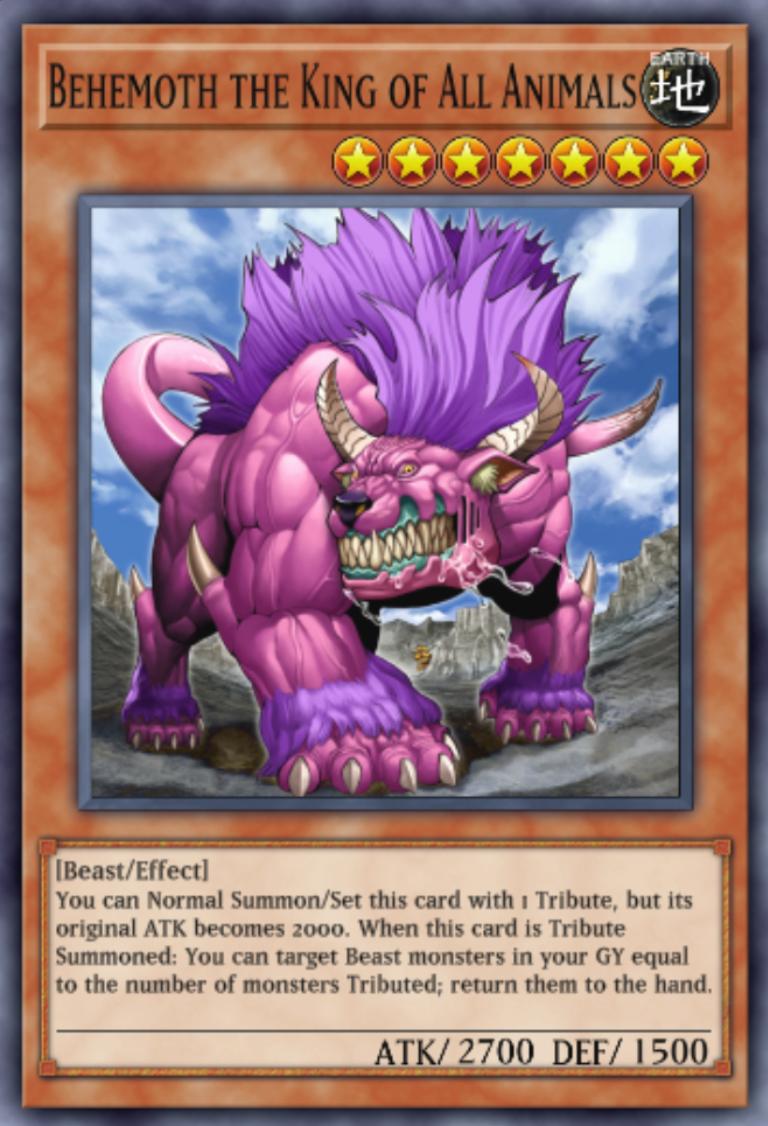 BEHEMOTH THE KING OF ALL ANIMALS
EARTH
地
[Beast/Effect]
You can Normal Summon/Set this card with 1 Tribute, but its
original ATK becomes 2000. When this card is Tribute
Summoned: You can target Beast monsters in your GY equal
to the number of monsters Tributed; return them to the hand.
ATK/ 2700 DEF/ 1500